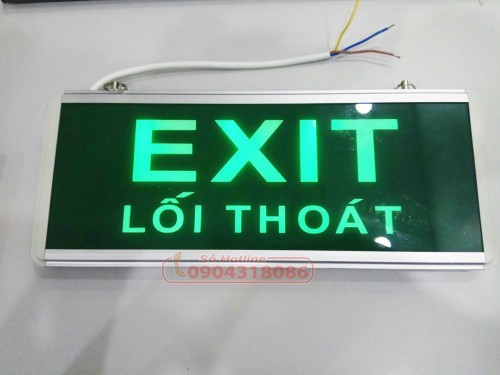 EXIT
LỐI THOÁT
Số Hotline
0904318086